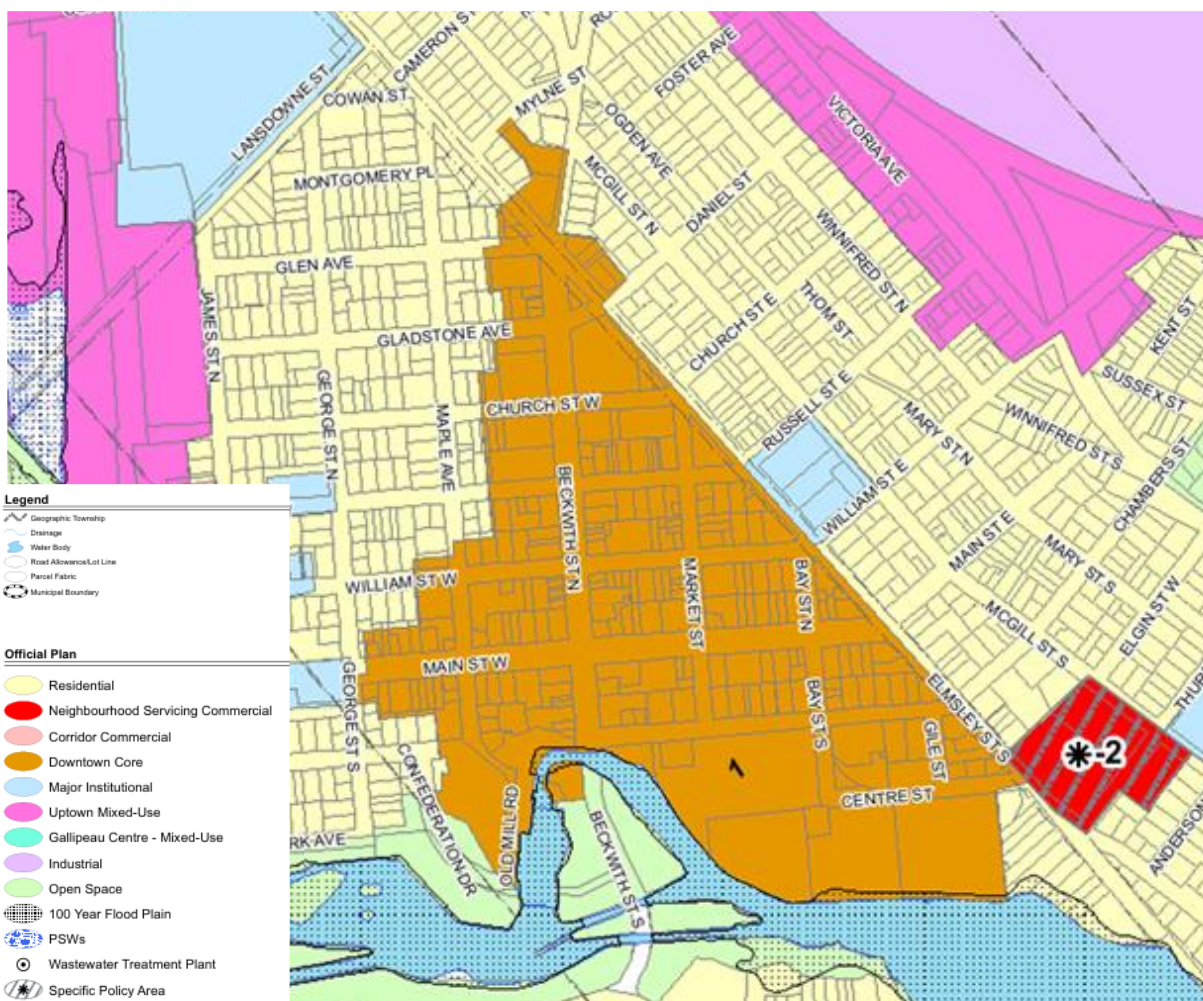 CAMERON ST
FOSTER AVE
MYLNE ST
COWAN ST
LANSDOWNE ST
OGDEN AVE
VICTORIA AVE
MONTGOMERY PL
MCGILL ST N
DANIEL ST
WINNIFRED ST N
GLEN AVE
JAMES ST N
THOM ST
CHURCH ST E
KENT ST
GLADSTONE AVE
SUSSEX ST
GEORGE ST N
MAPLE AVE
CHURCH ST W
RUSSELL ST E
MARY ST N
WINNIFRED ST S
CHAMBERS ST
BECKWITH ST N
WILLIAM ST E
MAIN ST E
MARY ST S
WILLIAM ST W
MARKET ST
BAY ST N
MCGILL ST S
ELGIN ST W
MAIN ST W
GEORGE ST S
BAY ST S
ELMSLEY ST S
GILE ST
THUR
-2
CONFEDERATION DR
OLD MILL RD
CENTRE ST
BECKWITH ST S
RK AVE
ANDERSO
Legend
Geographic Township
Drainage
Water Body
Road Allowance/Lot Line
Parcel Fabric
Municipal Boundary
Official Plan
Residential
Neighbourhood Servicing Commercial
Corridor Commercial
Downtown Core
Major Institutional
Uptown Mixed-Use
Gallipeau Centre - Mixed-Use
Industrial
Open Space
100 Year Flood Plain
PSWs
Wastewater Treatment Plant
Specific Policy Area